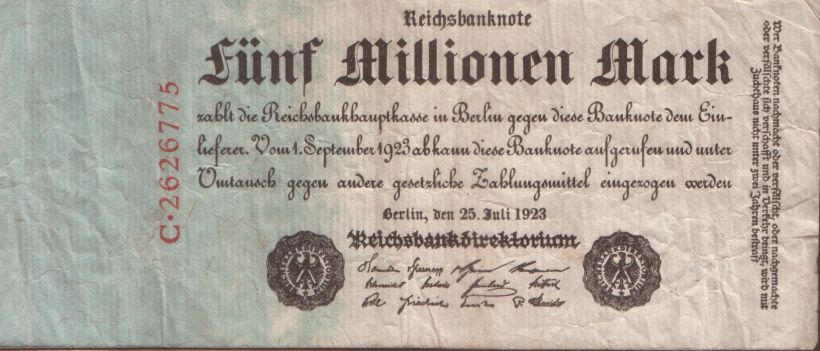 Reichsbanknote
Fünf Millionen Mark
zahlt die Reichsbankhauptkasse in Berlin gegen diese Banknote dem Ein-
lieferer. Vom 1. September 1923 ab kann diese Banknote aufgerufen und unter
Umtausch gegen andere gesetzliche Zahlungsmittel eingezogen werden
Berlin, den 25. Juli 1923
Reichsbankdirektorium
C·2626775
Wer Banknoten nachmacht oder verfälscht, oder nachgemachte
oder verfälschte sich verschafft und in Verkehr bringt, wird mit
Zuchthaus nicht unter zwei Jahren bestraft